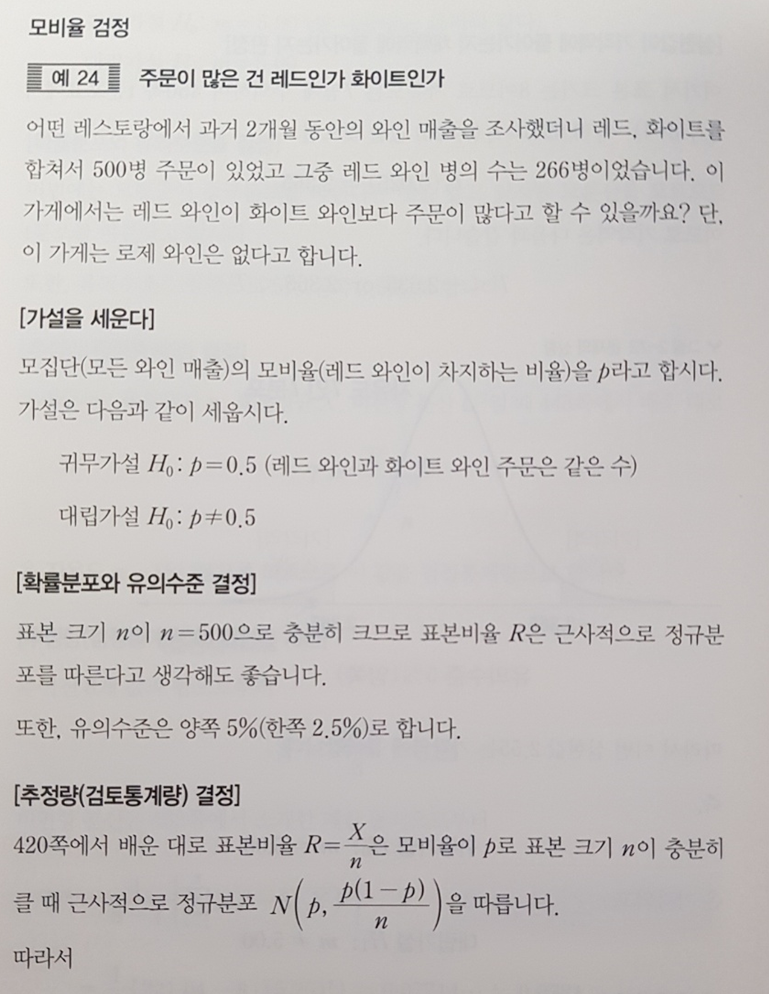 모비율 검정
예 24 주문이 많은 건 레드인가 화이트인가
어떤 레스토랑에서 과거 2개월 동안의 와인 매출을 조사했더니 레드, 화이트를
합쳐서 500병 주문이 있었고 그중 레드 와인 병의 수는 266병이었습니다. 이
가게에서는 레드 와인이 화이트 와인보다 주문이 많다고 할 수 있을까요? 단,
이 가게는 로제 와인은 없다고 합니다.
[가설을 세운다]
모집단(모든 와인 매출)의 모비율(레드 와인이 차지하는 비율)을 p라고 합시다.
가설은 다음과 같이 세웁시다.
귀무가설 H₀: p=0.5 (레드 와인과 화이트 와인 주문은 같은 수)
대립가설 H₀: p≠0.5
[확률분포와 유의수준 결정]
표본 크기 n이 n=500으로 충분히 크므로 표본비율 R은 근사적으로 정규분
포를 따른다고 생각해도 좋습니다.
또한, 유의수준은 양쪽 5%(한쪽 2.5%)로 합니다.
[추정량(검토통계량) 결정]
420쪽에서 배운 대로 표본비율 R=X/n은 모비율이 p로 표본 크기 n이 충분히
클 때 근사적으로 정규분포 N(p, p(1-p)/n)을 따릅니다.
따라서